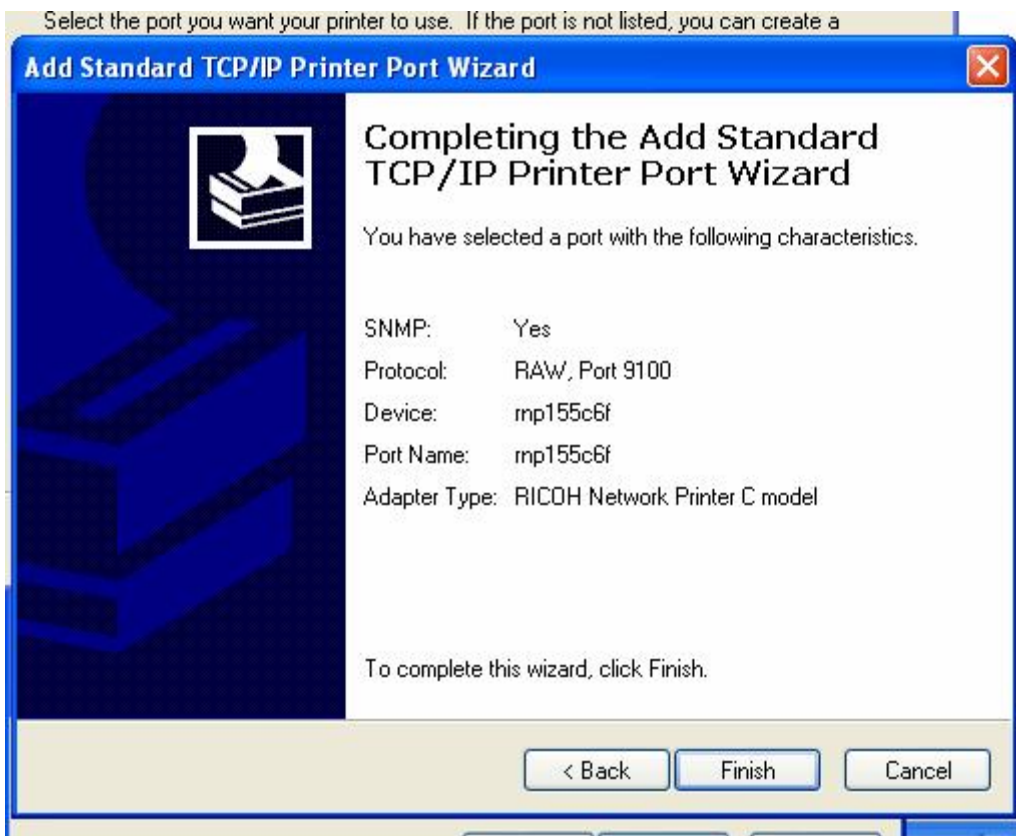 Select the port you want your printer to use. If the port is not listed, you can create a
Add Standard TCP/IP Printer Port Wizard
Completing the Add Standard
TCP/IP Printer Port Wizard
You have selected a port with the following characteristics.
SNMP: Yes
Protocol: RAW, Port 9100
Device: rnp155c6f
Port Name: rnp155c6f
Adapter Type: RICOH Network Printer C model
To complete this wizard, click Finish.
< Back Finish Cancel